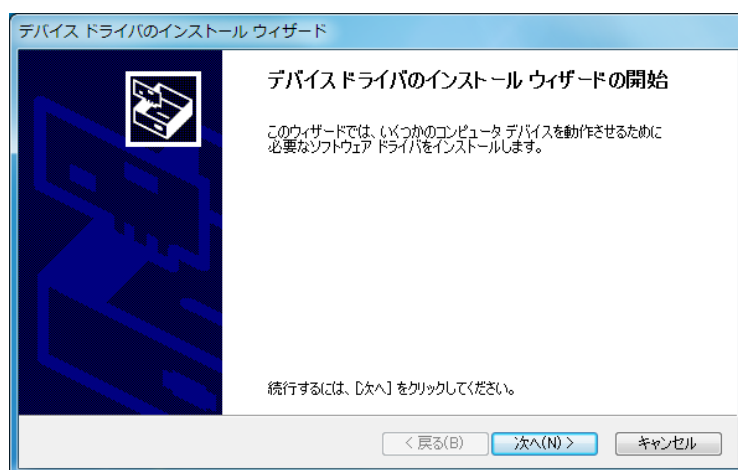 デバイス ドライバのインストール ウィザード
デバイス ドライバのインストール ウィザードの開始
このウィザードでは、いくつかのコンピュータ デバイスを動作させるために
必要なソフトウェア ドライバをインストールします。
続行するには、[次へ] をクリックしてください。
< 戻る(B) 次へ(N) > キャンセル